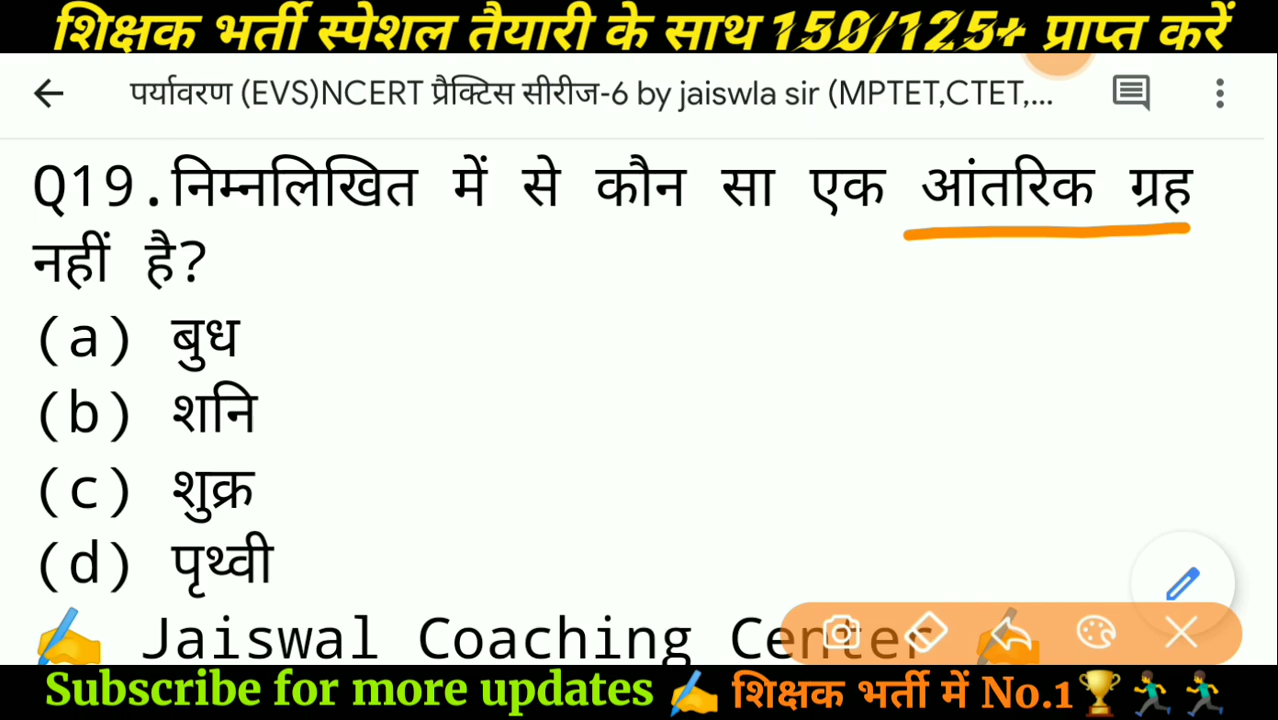 शिक्षक भर्ती स्पेशल तैयारी के साथ 150/125+ प्राप्त करें
पर्यावरण (EVS)NCERT प्रैक्टिस सीरीज-6 by jaiswla sir (MPTET,CTET,...
Q19.निम्नलिखित में से कौन सा एक आंतरिक ग्रह
नहीं है?
(a) बुध
(b) शनि
(c) शुक्र
(d) पृथ्वी
✍ Jaiswal Coaching Center ✍
Subscribe for more updates ✍ शिक्षक भर्ती में No.1🏆🏃‍♂️🏃‍♂️